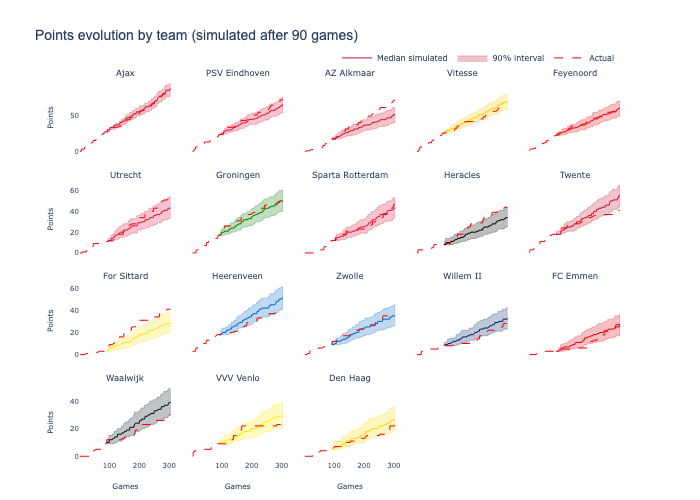 Points evolution by team (simulated after 90 games)
Median simulated 90% interval Actual
Ajax PSV Eindhoven AZ Alkmaar Vitesse Feyenoord
Points
50
0
Utrecht Groningen Sparta Rotterdam Heracles Twente
Points
60
40
20
0
For Sittard Heerenveen Zwolle Willem II FC Emmen
Points
60
40
20
0
Waalwijk VVV Venlo Den Haag
Points
40
20
0
100 200 300 100 200 300 100 200 300
Games Games Games